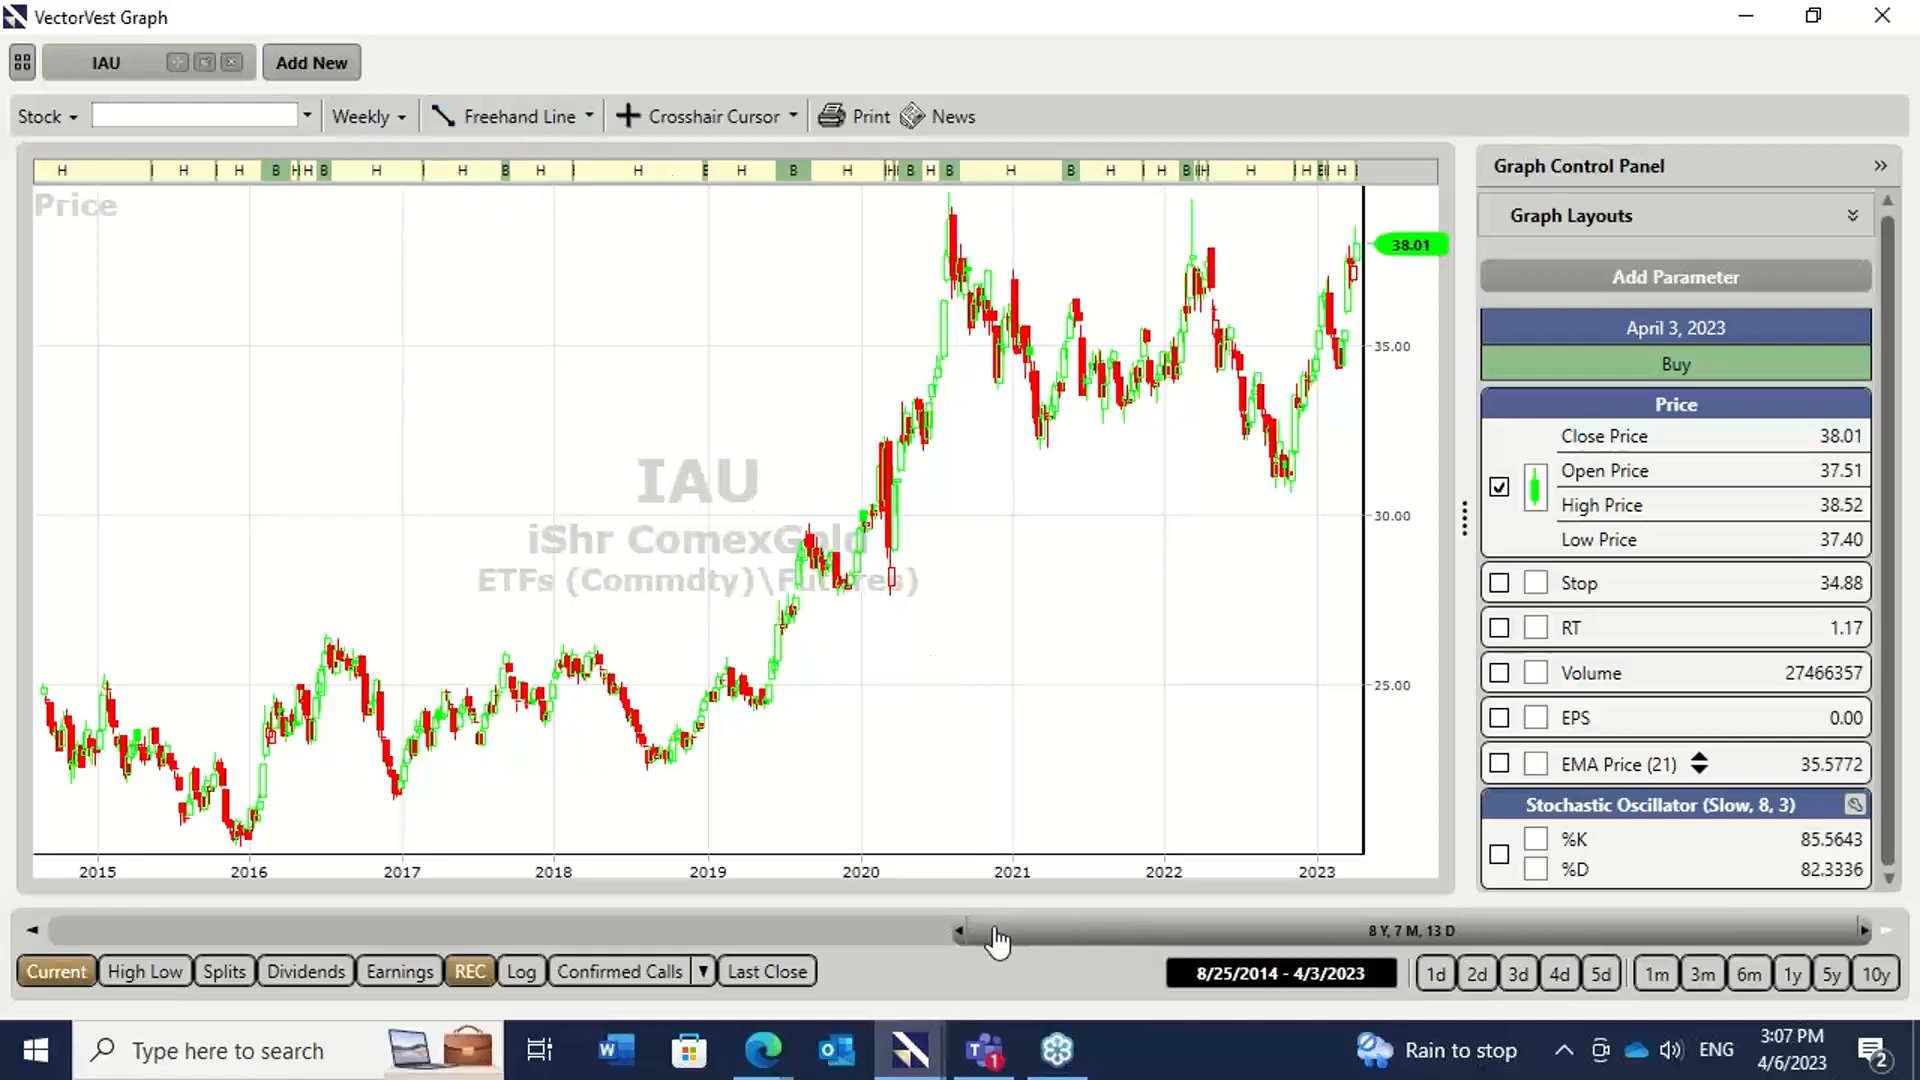 VectorVest Graph
IAU
Add New
Stock
Weekly
Freehand Line
Crosshair Cursor
Print
News
H H H B H H B H H B H H E H B H H B H B H B H H B H H B H
Price
38.01
35.00
30.00
25.00
IAU
iShr ComexGold
ETFs (Commdty)\Futures)
2015 2016 2017 2018 2019 2020 2021 2022 2023
Graph Control Panel
Graph Layouts
Add Parameter
April 3, 2023
Buy
Price
Close Price 38.01
Open Price 37.51
High Price 38.52
Low Price 37.40
Stop 34.88
RT 1.17
Volume 27466357
EPS 0.00
EMA Price (21) 35.5772
Stochastic Oscillator (Slow, 8, 3)
%K 85.5643
%D 82.3336
8 Y, 7 M, 13 D
Current High Low Splits Dividends Earnings REC Log Confirmed Calls Last Close
8/25/2014 - 4/3/2023
1d 2d 3d 4d 5d 1m 3m 6m 1y 5y 10y
Type here to search
Rain to stop
ENG
3:07 PM
4/6/2023
2